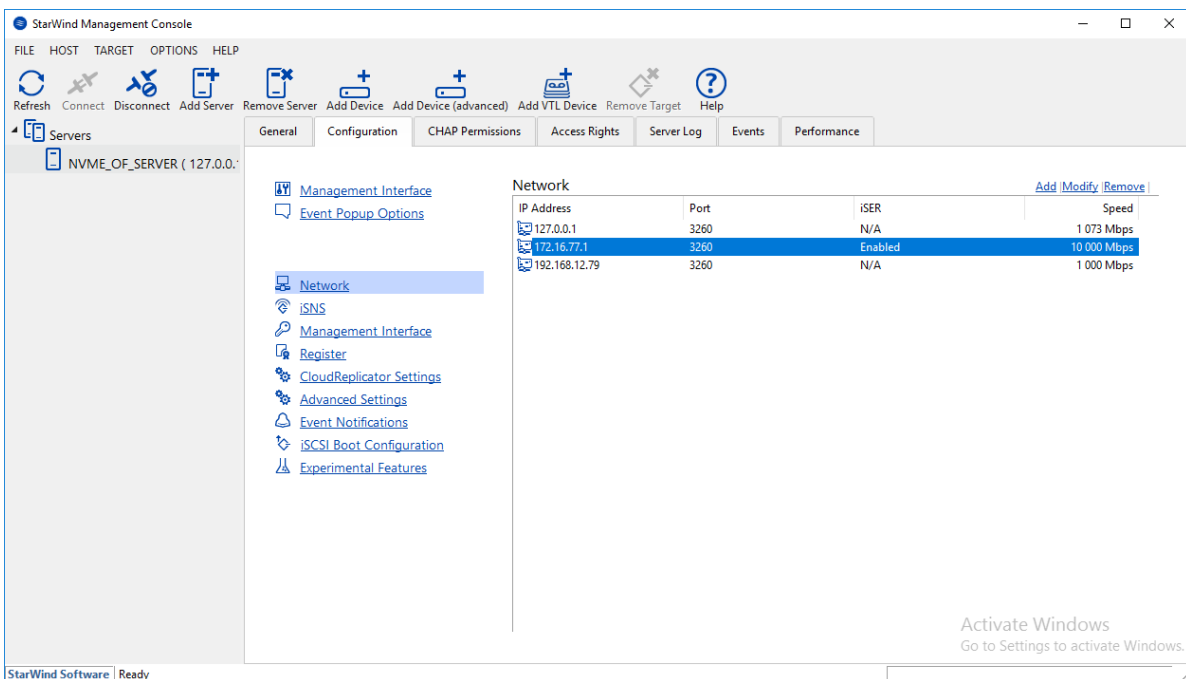 StarWind Management Console
FILE HOST TARGET OPTIONS HELP
Refresh Connect Disconnect Add Server Remove Server Add Device Add Device (advanced) Add VTL Device Remove Target Help
Servers
NVME_OF_SERVER ( 127.0.0.
General Configuration CHAP Permissions Access Rights Server Log Events Performance
Management Interface
Event Popup Options
Network
iSNS
Management Interface
Register
CloudReplicator Settings
Advanced Settings
Event Notifications
iSCSI Boot Configuration
Experimental Features
Network Add | Modify | Remove |
IP Address Port iSER Speed
127.0.0.1 3260 N/A 1 073 Mbps
172.16.77.1 3260 Enabled 10 000 Mbps
192.168.12.79 3260 N/A 1 000 Mbps
Activate Windows
Go to Settings to activate Windows.
StarWind Software Ready